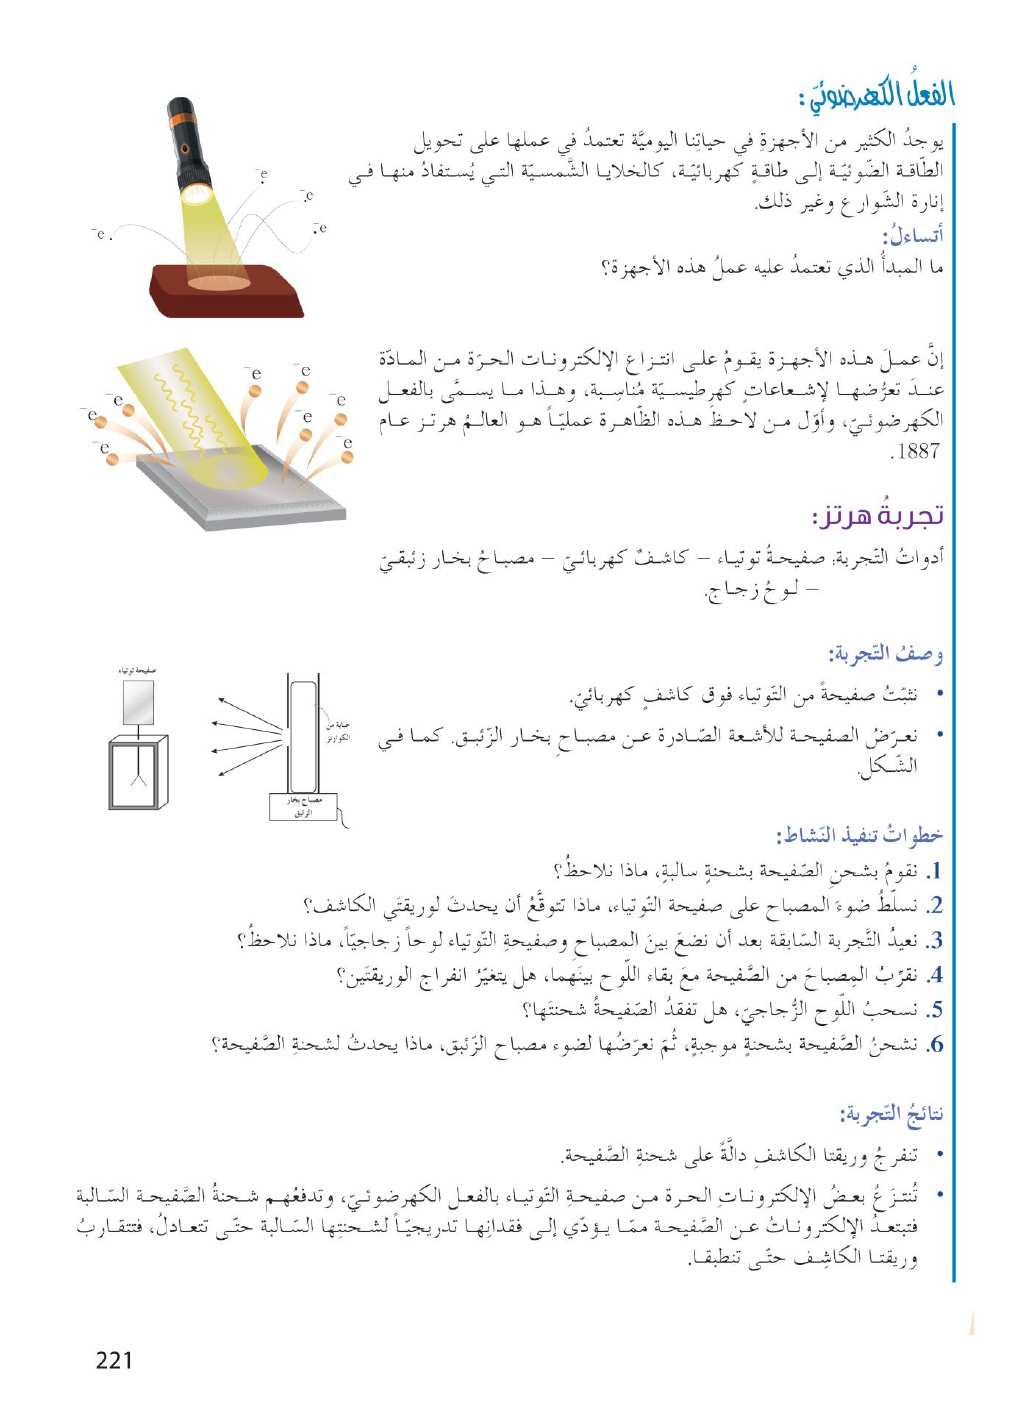 الفعلُ الكهرضوئيّ:
يوجدُ الكثير من الأجهزةِ في حياتِنا اليوميَّة تعتمدُ في عملها على تحويل
الطّاقة الضّوئيّة إلى طاقةٍ كهربائيّة، كالخلايا الشَّمسيّة التي يُستفادُ منها في
إنارة الشّوارع وغير ذلك.
أتساءلُ:
ما المبدأُ الذي تعتمدُ عليه عملُ هذه الأجهزة؟
e⁻
e⁻
e⁻
e⁻
إنَّ عملَ هذه الأجهزة يقومُ على انتزاع الإلكترونات الحرّة من المادّة
عندَ تعرُّضها لإشعاعاتٍ كهرطيسيّة مُناسِبة، وهذا ما يسمَّى بالفعل
الكهرضوئيّ، وأوّل من لاحظَ هذه الظّاهرة عمليّاً هو العالمُ هرتز عام
1887.
e⁻
e⁻
e⁻
e⁻
e⁻
e⁻
e⁻
e⁻
تجربةُ هرتز:
أدواتُ التّجربة: صفيحةُ توتياء – كاشفٌ كهربائيّ – مصباحُ بخار زئبقيّ
– لوحُ زجاج.
وصفُ التّجربة:
• نثبّتُ صفيحةً من التّوتياء فوق كاشفٍ كهربائيّ.
• نعرّضُ الصفيحة للأشعة الصّادرة عن مصباحِ بخار الزّئبق. كما في
الشّكل.
صفيحة توتياء
حبابة من
الكوارتز
مصباح بخار
الزئبق
خطواتُ تنفيذ النّشاط:
1. نقومُ بشحنِ الصّفيحة بشحنةٍ سالبةٍ، ماذا نلاحظُ؟
2. نسلّطُ ضوءَ المصباح على صفيحة التّوتياء، ماذا تتوقَّعُ أن يحدثَ لوريقتَي الكاشف؟
3. نعيدُ التَّجربة السّابقة بعد أن نضعَ بينَ المصباحِ وصفيحةِ التّوتياء لوحاً زجاجيّاً، ماذا نلاحظُ؟
4. نقرّبُ المِصباحَ من الصَّفيحة معَ بقاء اللّوح بينَهما، هل يتغيّرُ انفراج الوريقتَين؟
5. نسحبُ اللّوح الزُّجاجيّ، هل تفقدُ الصّفيحةُ شحنتَها؟
6. نشحنُ الصَّفيحة بشحنةٍ موجبةٍ، ثُمَ نعرّضُها لضوء مصباح الزّئبق، ماذا يحدثُ لشحنةِ الصَّفيحة؟
نتائجُ التّجربة:
• تنفرجُ وريقتا الكاشفِ دالَّةً على شحنةِ الصَّفيحة.
• تُنتزَعُ بعضُ الإلكتروناتِ الحرة من صفيحةِ التّوتياء بالفعل الكهرضوئيّ، وتدفعُهم شحنةُ الصَّفيحة السّالبة
فتبتعدُ الإلكتروناتُ عن الصَّفيحة ممّا يؤدّي إلى فقدانِها تدريجيّاً لشحنتِها السّالبة حتّى تتعادلُ، فتتقاربُ
وريقتا الكاشِف حتّى تنطبقا.
221